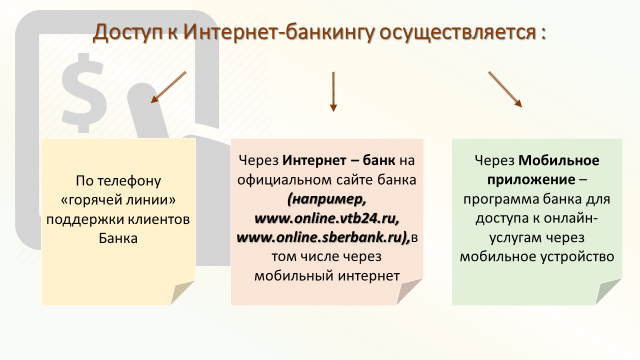 Доступ к Интернет-банкингу осуществляется :
$
По телефону
«горячей линии»
поддержки клиентов
Банка
Через Интернет – банк на
официальном сайте банка
(например,
www.online.vtb24.ru,
www.online.sberbank.ru),в
том числе через
мобильный интернет
Через Мобильное
приложение –
программа банка для
доступа к онлайн-
услугам через
мобильное устройство